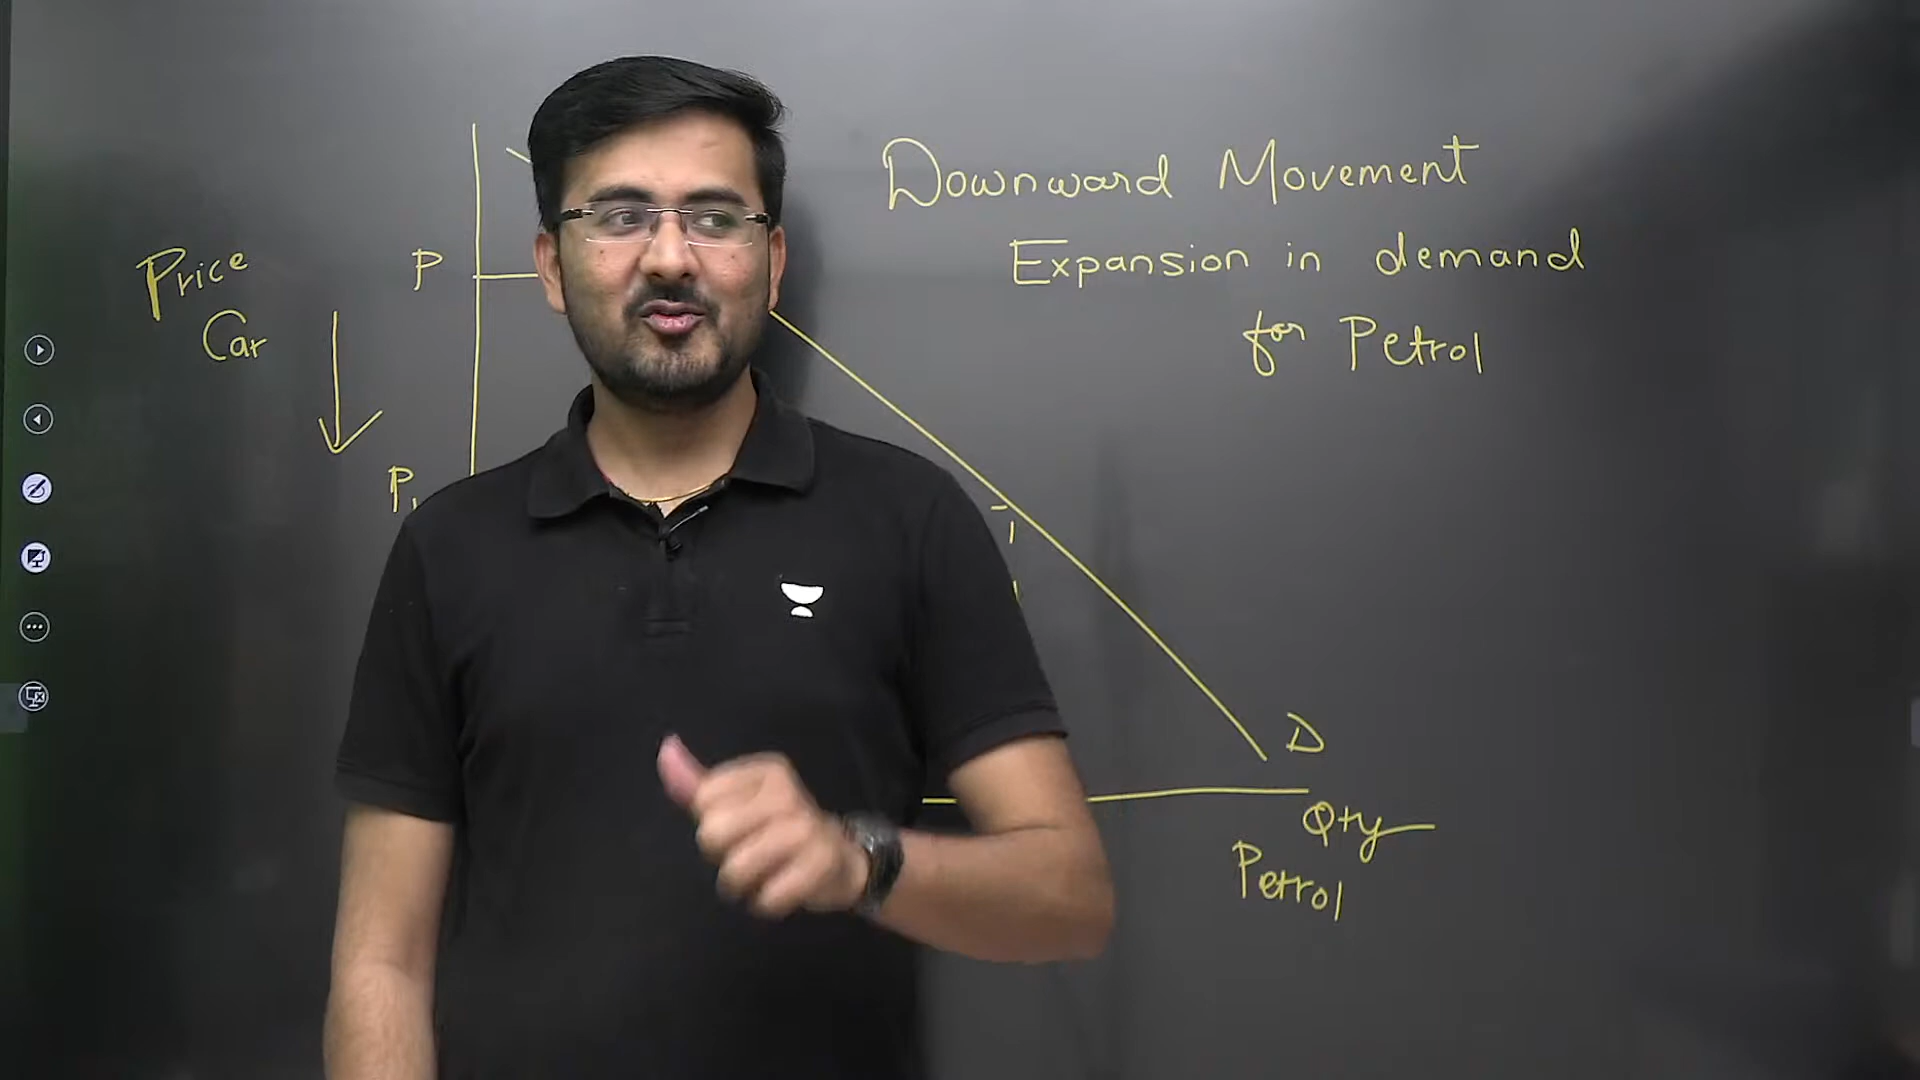 Downward Movement
Expansion in demand
for Petrol
Price
Car
P
P1
D
Qty
Petrol